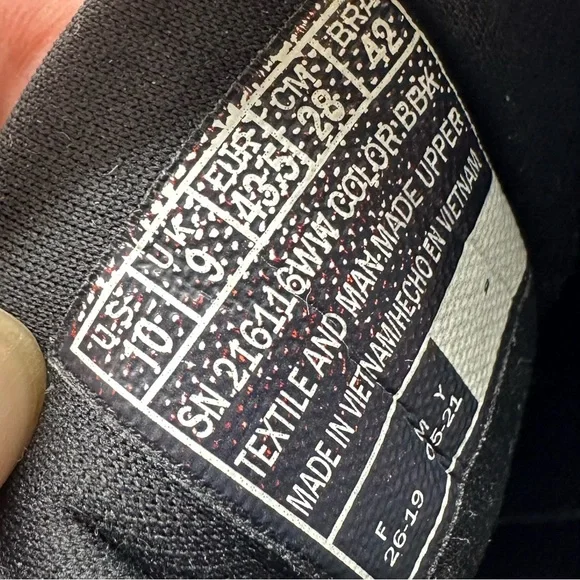 U.S. U.K. EUR CM BRA
10 9 43.5 28 42
SN:216116WW COLOR:BBK
TEXTILE AND MAN-MADE UPPER
MADE IN VIETNAM/HECHO EN VIETNAM
F M Y
26-19 05-21